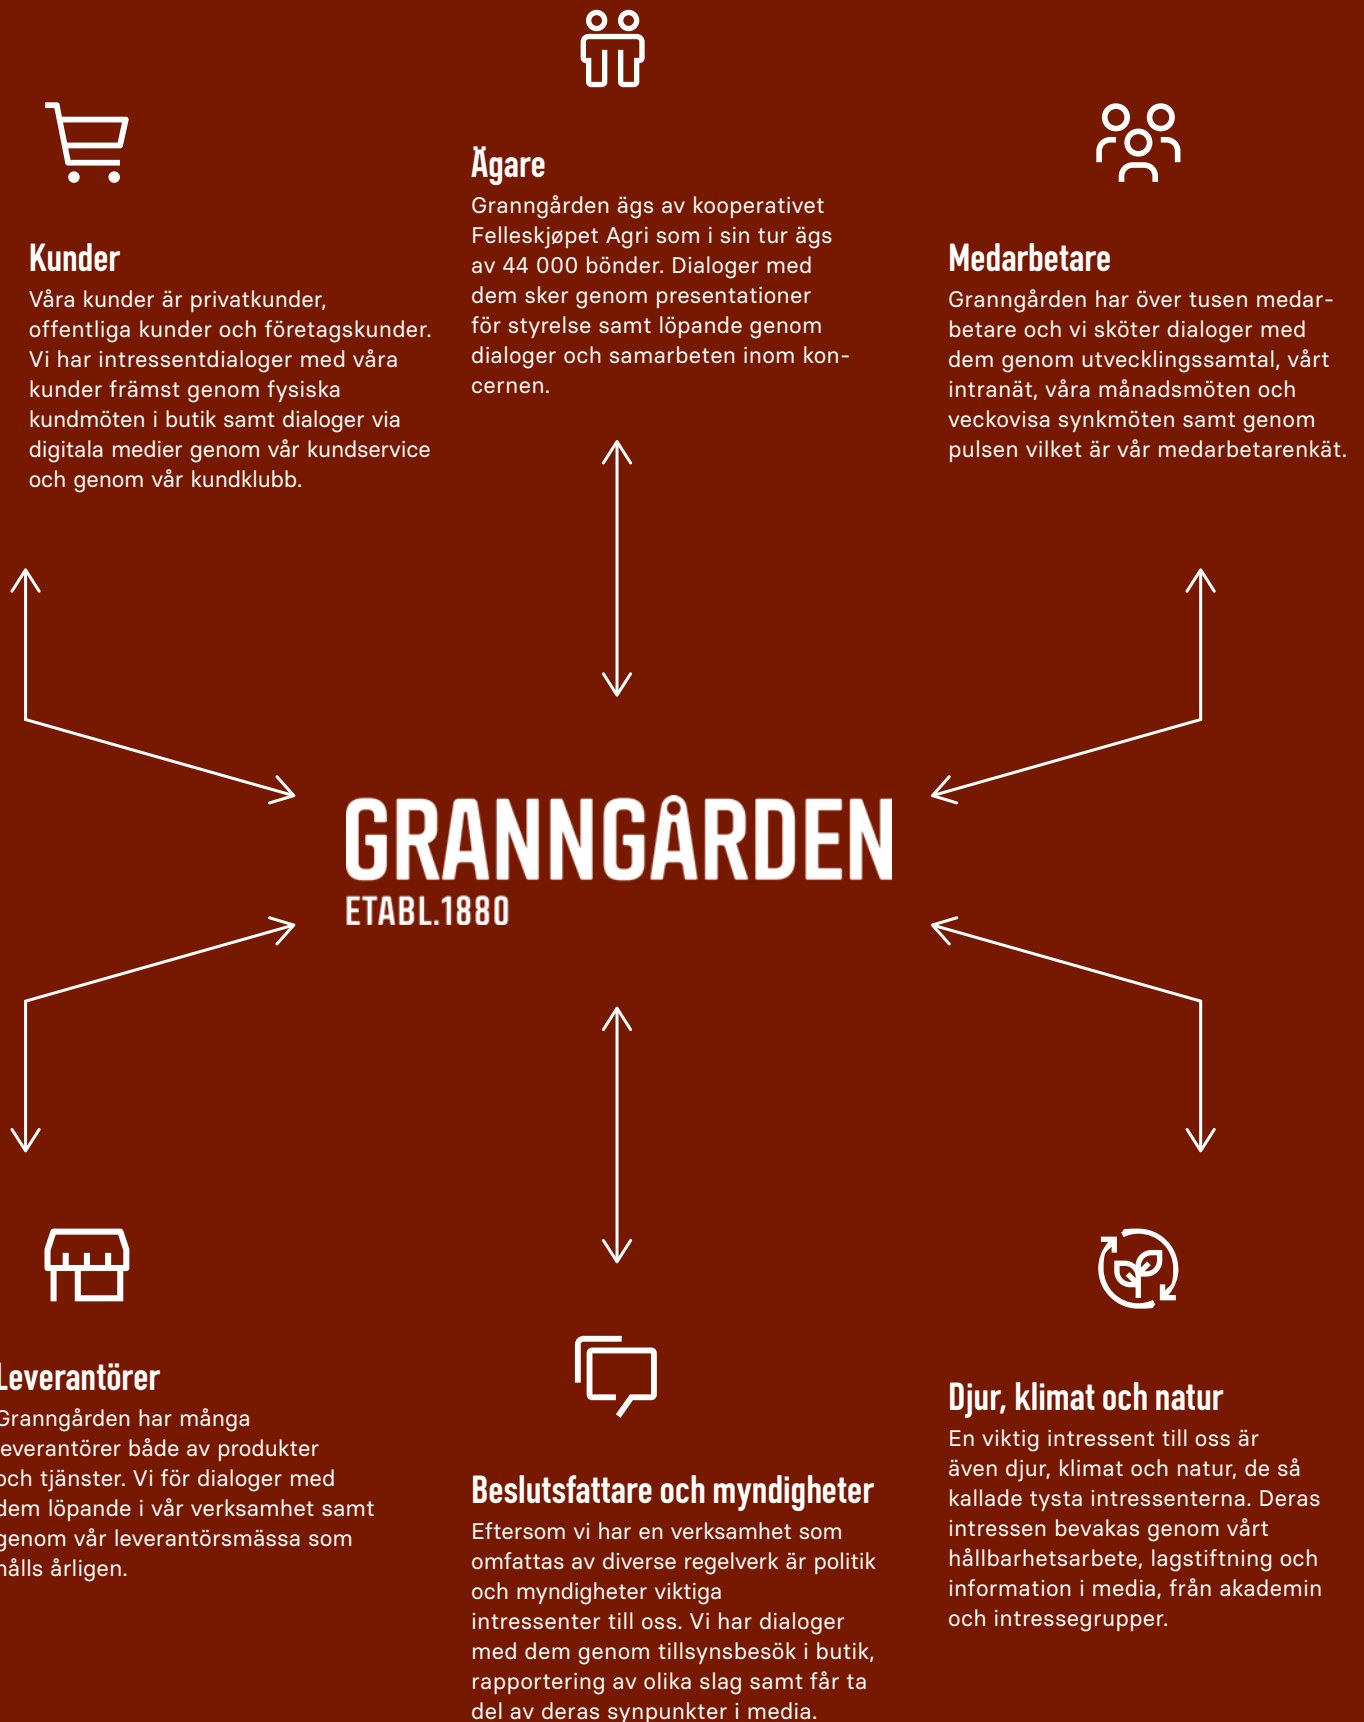 Kunder
Våra kunder är privatkunder,
offentliga kunder och företagskunder.
Vi har intressentdialoger med våra
kunder främst genom fysiska
kundmöten i butik samt dialoger via
digitala medier genom vår kundservice
och genom vår kundklubb.
Ägare
Granngården ägs av kooperativet
Felleskjøpet Agri som i sin tur ägs
av 44 000 bönder. Dialoger med
dem sker genom presentationer
för styrelse samt löpande genom
dialoger och samarbeten inom kon-
cernen.
Medarbetare
Granngården har över tusen medar-
betare och vi sköter dialoger med
dem genom utvecklingssamtal, vårt
intranät, våra månadsmöten och
veckovisa synkmöten samt genom
pulsen vilket är vår medarbetarenkät.
GRANNGÅRDEN
ETABL.1880
Leverantörer
Granngården har många
leverantörer både av produkter
och tjänster. Vi för dialoger med
dem löpande i vår verksamhet samt
genom vår leverantörsmässa som
hålls årligen.
Beslutsfattare och myndigheter
Eftersom vi har en verksamhet som
omfattas av diverse regelverk är politik
och myndigheter viktiga
intressenter till oss. Vi har dialoger
med dem genom tillsynsbesök i butik,
rapportering av olika slag samt får ta
del av deras synpunkter i media.
Djur, klimat och natur
En viktig intressent till oss är
även djur, klimat och natur, de så
kallade tysta intressenterna. Deras
intressen bevakas genom vårt
hållbarhetsarbete, lagstiftning och
information i media, från akademin
och intressegrupper.